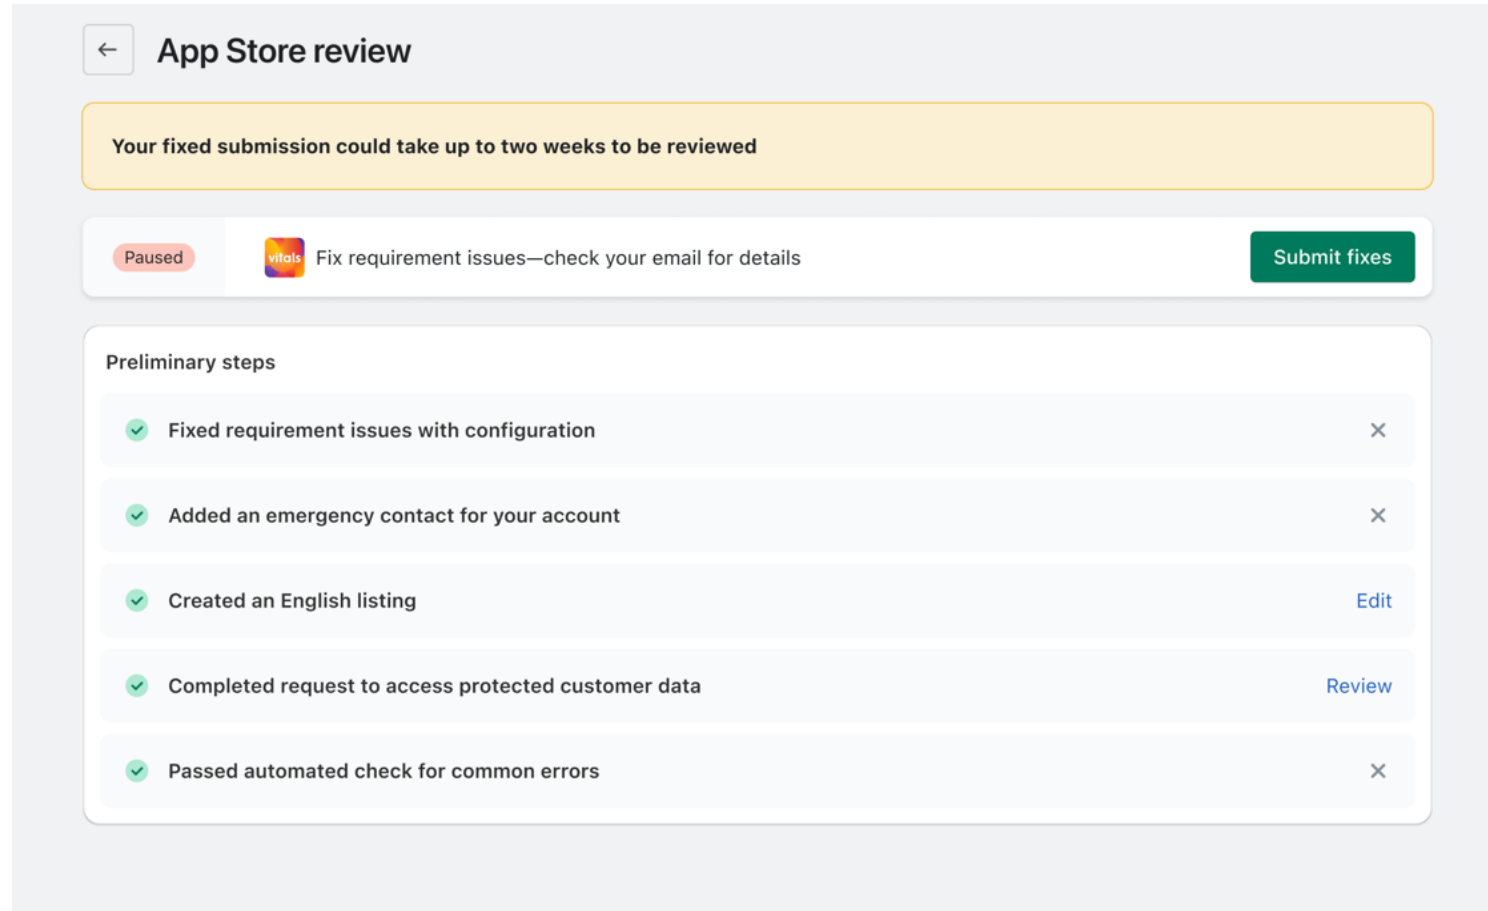 App Store review
Your fixed submission could take up to two weeks to be reviewed
Paused
vitals
Fix requirement issues—check your email for details
Submit fixes
Preliminary steps
Fixed requirement issues with configuration
Added an emergency contact for your account
Created an English listing
Edit
Completed request to access protected customer data
Review
Passed automated check for common errors